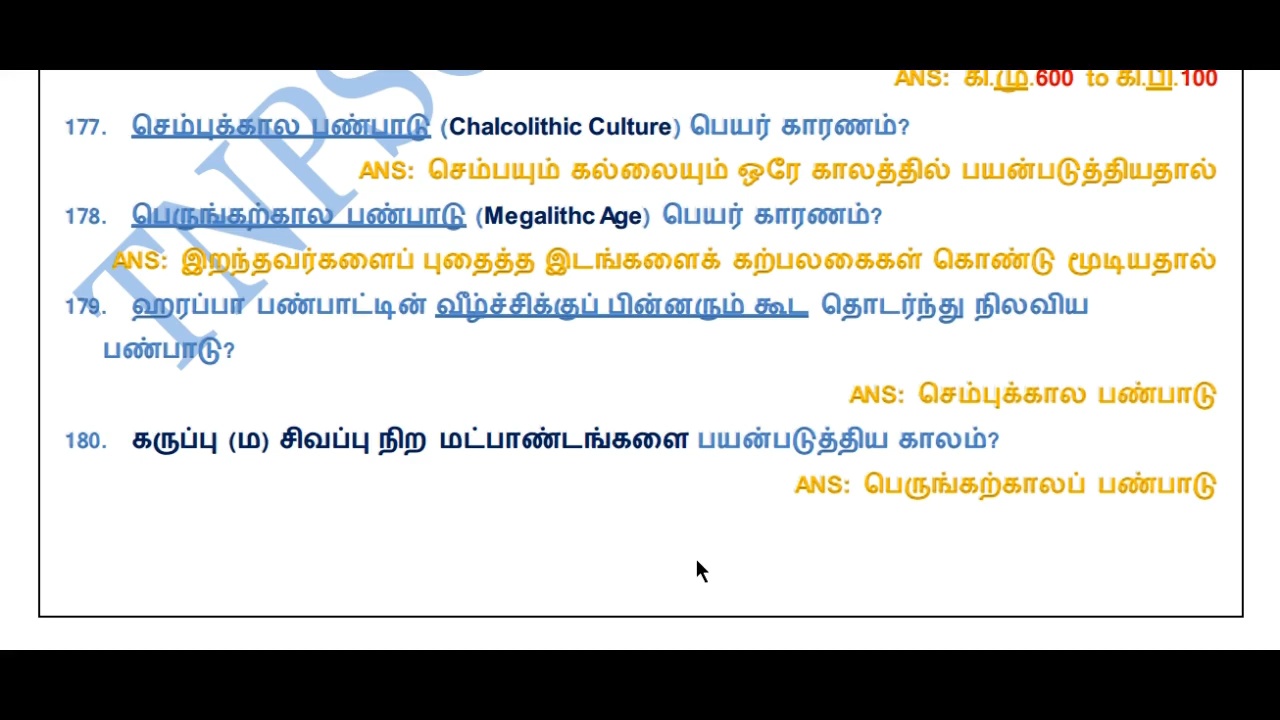 ANS: கி.மு.600 to கி.பி.100
177. செம்புக்கால பண்பாடு (Chalcolithic Culture) பெயர் காரணம்?
ANS: செம்பயும் கல்லையும் ஒரே காலத்தில் பயன்படுத்தியதால்
178. பெருங்கற்கால பண்பாடு (Megalithc Age) பெயர் காரணம்?
ANS: இறந்தவர்களைப் புதைத்த இடங்களைக் கற்பலகைகள் கொண்டு மூடியதால்
179. ஹரப்பா பண்பாட்டின் வீழ்ச்சிக்குப் பின்னரும் கூட தொடர்ந்து நிலவிய
பண்பாடு?
ANS: செம்புக்கால பண்பாடு
180. கருப்பு (ம) சிவப்பு நிற மட்பாண்டங்களை பயன்படுத்திய காலம்?
ANS: பெருங்கற்காலப் பண்பாடு
TNPS